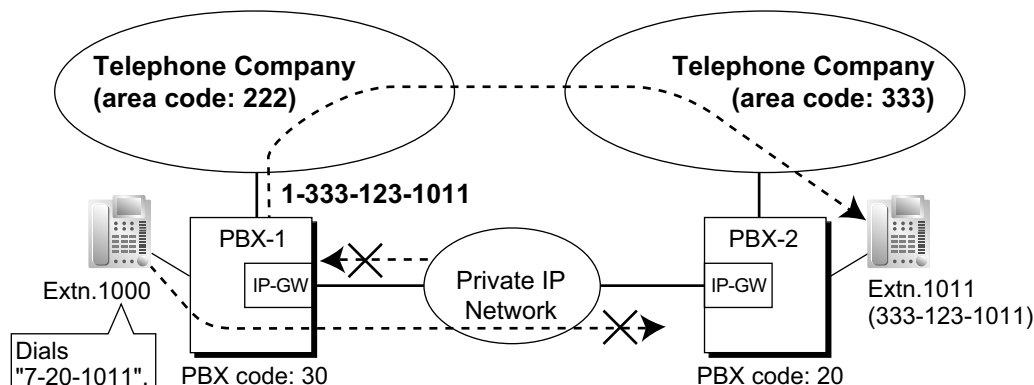 Telephone Company
(area code: 222)
Telephone Company
(area code: 333)
1-333-123-1011
PBX-1
PBX-2
IP-GW
Private IP
Network
IP-GW
Extn.1000
Extn.1011
(333-123-1011)
Dials
"7-20-1011".
PBX code: 30
PBX code: 20